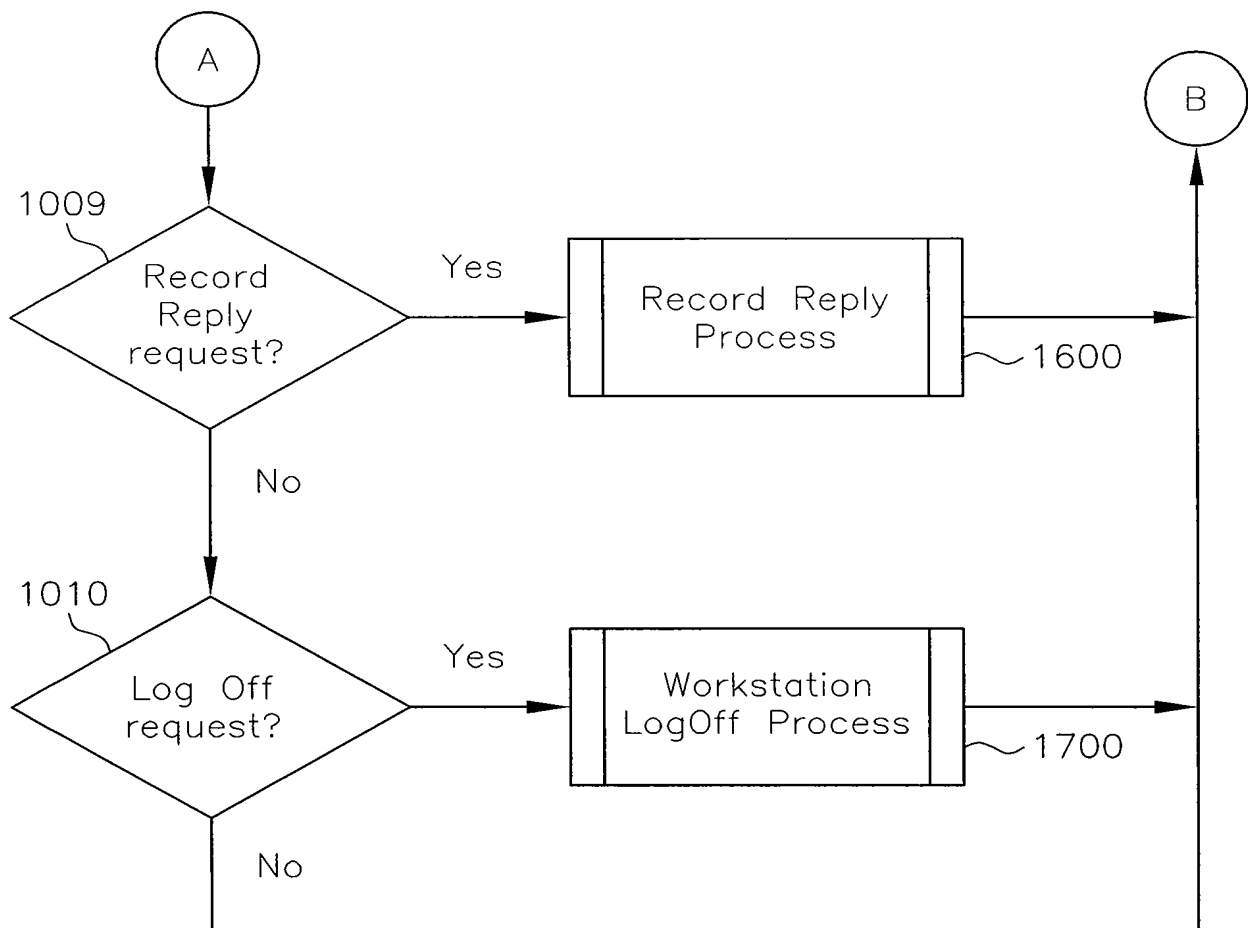 A
B
1009
Record
Reply
request?
Yes
Record Reply
Process
1600
No
1010
Log Off
request?
Yes
Workstation
LogOff Process
1700
No